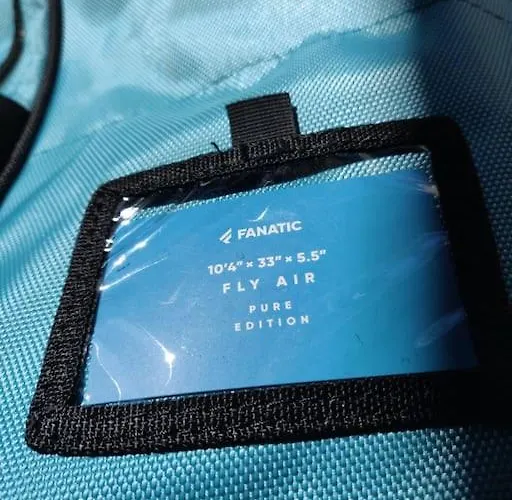 FANATIC
10'4" × 33" × 5.5"
FLY AIR
PURE
EDITION